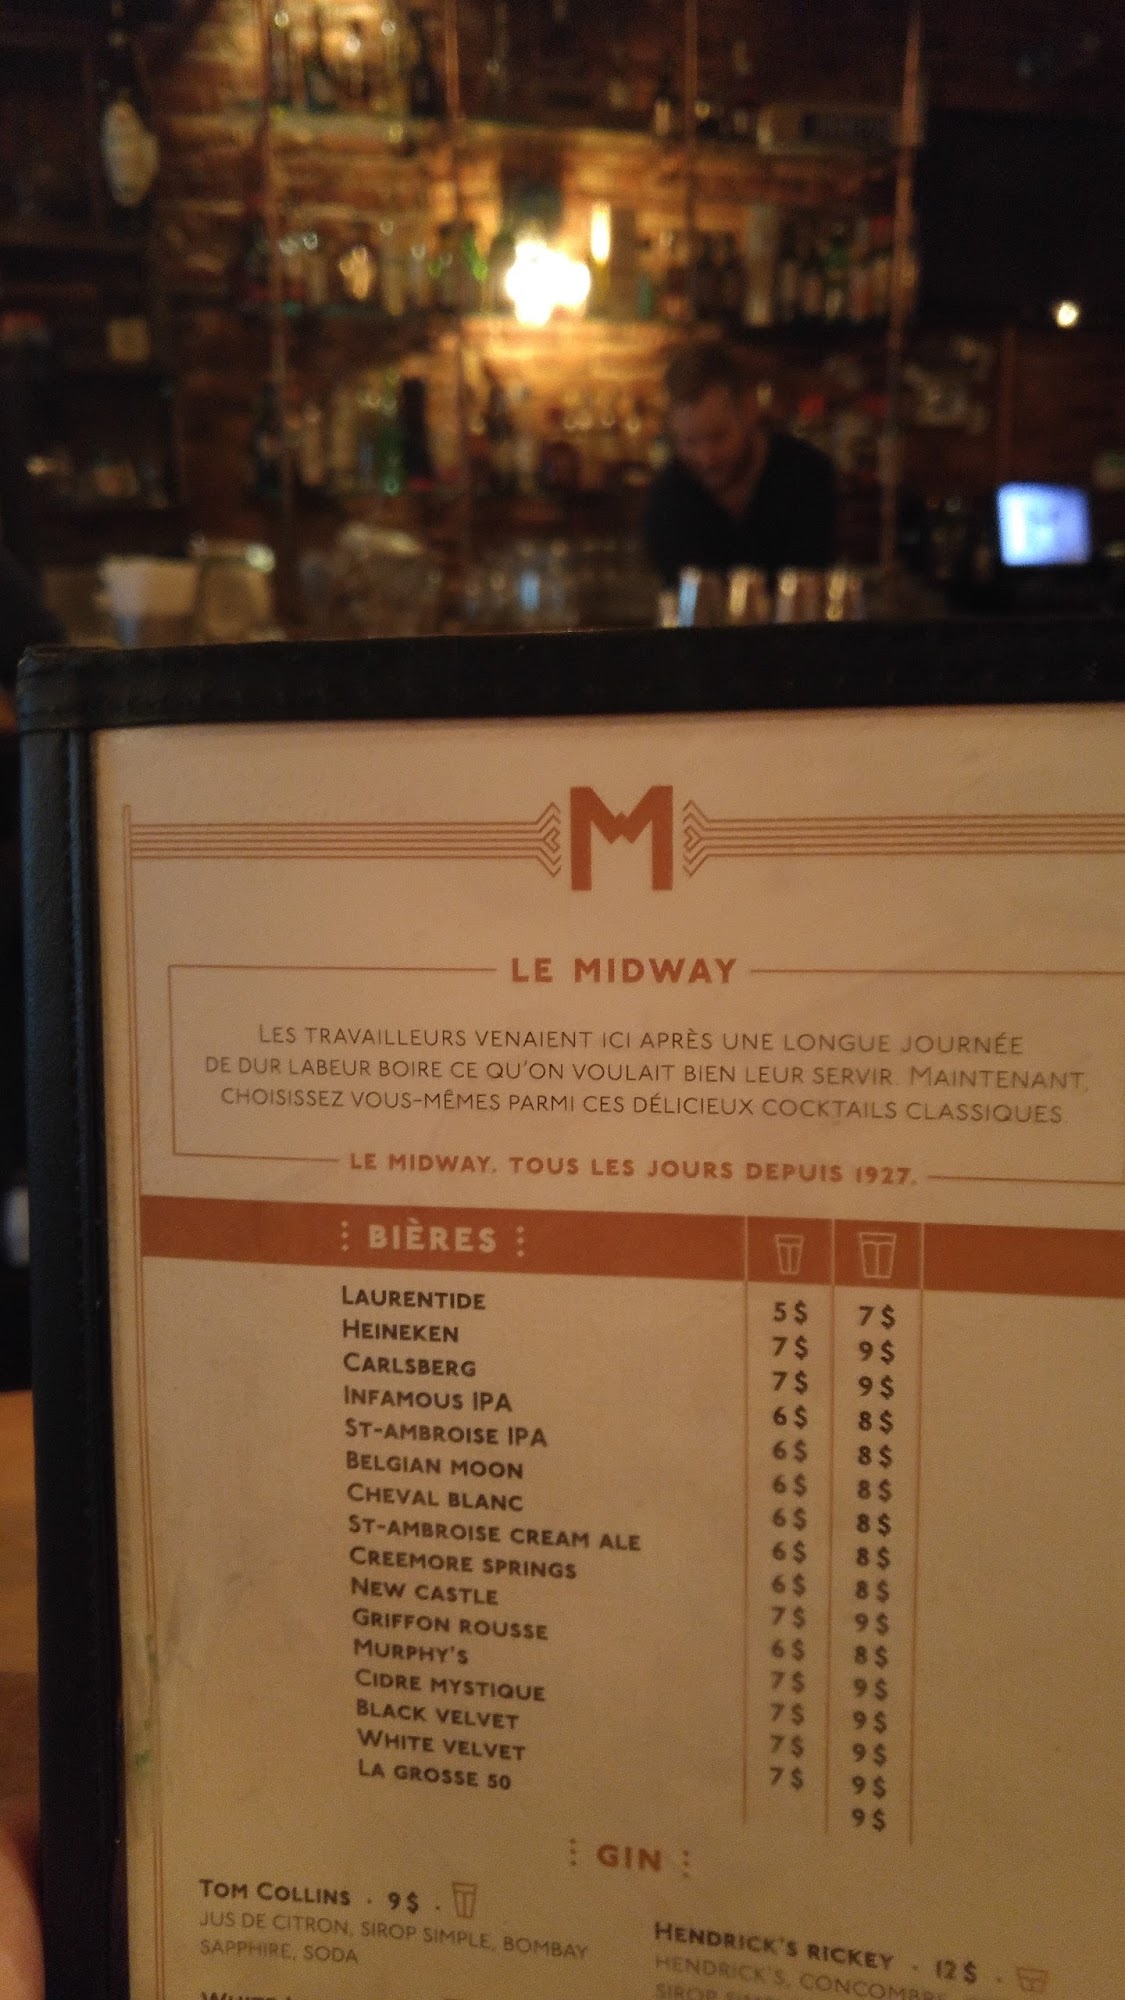 M
LE MIDWAY
LES TRAVAILLEURS VENAIENT ICI APRÈS UNE LONGUE JOURNÉE
DE DUR LABEUR BOIRE CE QU'ON VOULAIT BIEN LEUR SERVIR. MAINTENANT,
CHOISISSEZ VOUS-MÊMES PARMI CES DÉLICIEUX COCKTAILS CLASSIQUES.
LE MIDWAY. TOUS LES JOURS DEPUIS 1927.
BIÈRES
LAURENTIDE 5$ 7$
HEINEKEN 7$ 9$
CARLSBERG 7$ 9$
INFAMOUS IPA 6$ 8$
ST-AMBROISE IPA 6$ 8$
BELGIAN MOON 6$ 8$
CHEVAL BLANC 6$ 8$
ST-AMBROISE CREAM ALE 6$ 8$
CREEMORE SPRINGS 6$ 8$
NEW CASTLE 7$ 9$
GRIFFON ROUSSE 6$ 8$
MURPHY'S 7$ 9$
CIDRE MYSTIQUE 7$ 9$
BLACK VELVET 7$ 9$
WHITE VELVET 7$ 9$
LA GROSSE 50 9$
GIN
TOM COLLINS · 9$ ·
JUS DE CITRON, SIROP SIMPLE, BOMBAY
SAPPHIRE, SODA
HENDRICK'S RICKEY · 12$ ·
HENDRICK'S, CONCOMBRE,